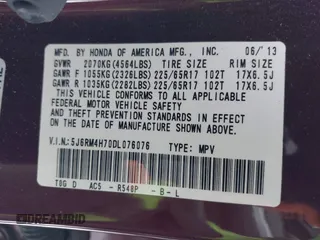 MFD. BY HONDA OF AMERICA MFG., INC. 06/13
GVWR 2070KG(4564LBS) TIRE SIZE RIM SIZE
GAWR F 1055KG(2326LBS) 225/65R17 102T 17X6.5J
GAWR R 1035KG(2282LBS) 225/65R17 102T 17X6.5J
THIS VEHICLE CONFORMS TO ALL APPLICABLE
FEDERAL MOTOR VEHICLE SAFETY AND THEFT
PREVENTION STANDARDS IN EFFECT ON THE
DATE OF MANUFACTURE SHOWN ABOVE.
V.I.N:5J6RM4H70DL076076 TYPE: MPV
AC5 - R548P - B - L
CREAMBID